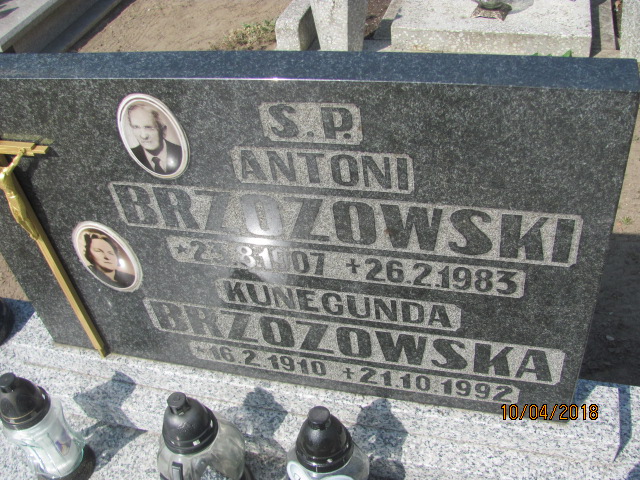 S.P.
ANTONI
BRZOZOWSKI
+26.2.1983
KUNEGUNDA
BRZOZOWSKA
*16.2.1910 +21.10.1992
10/04/2018